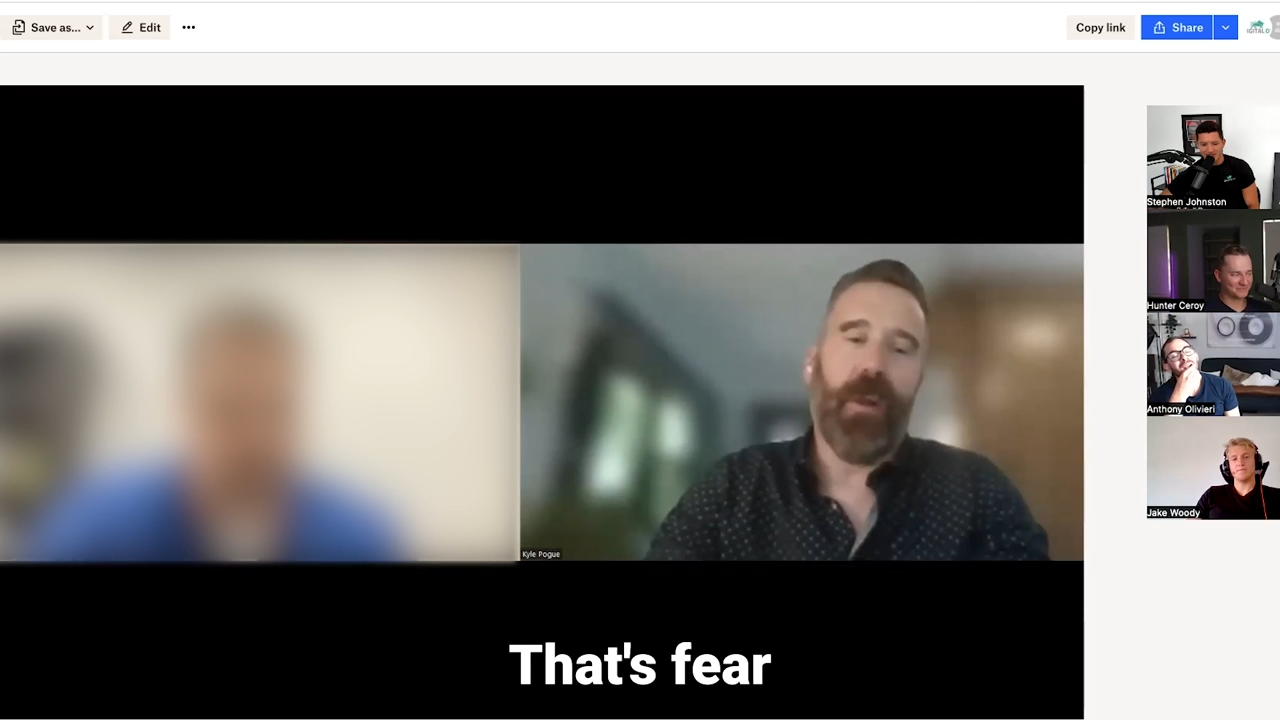 Save as...
Edit
Copy link
Share
Stephen Johnston
Hunter Ceroy
Anthony Olivieri
Jake Woody
Kyle Pogue
That's fear